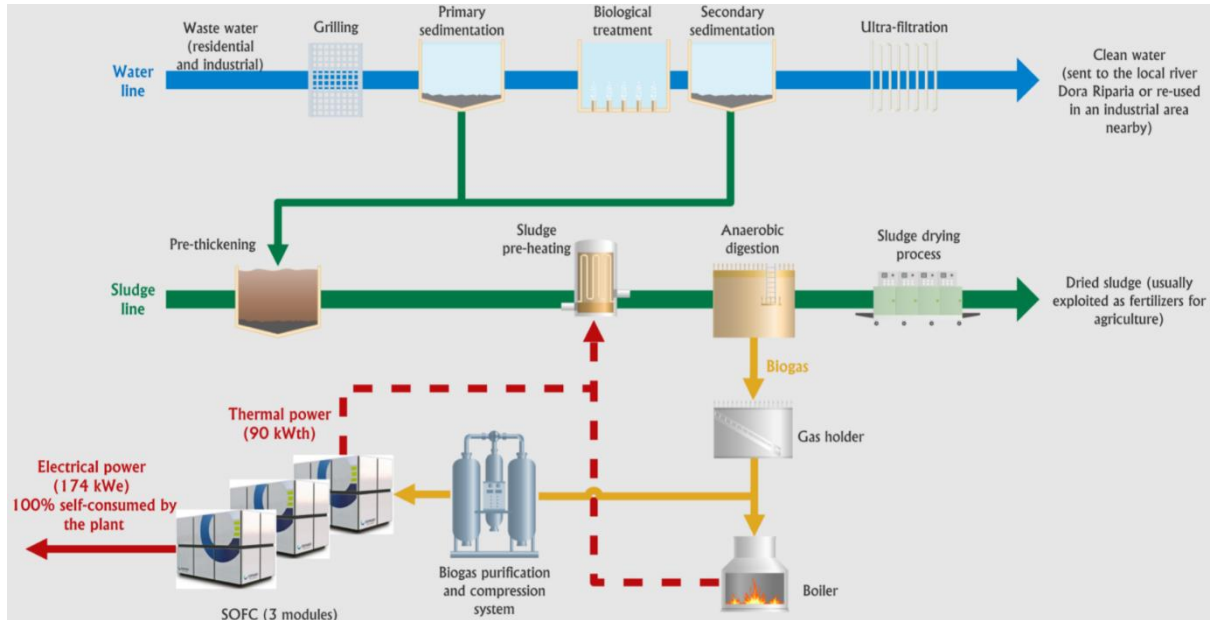 Waste water
(residential
and industrial)
Grilling
Primary
sedimentation
Biological
treatment
Secondary
sedimentation
Ultra-filtration
Clean water
(sent to the local river
Dora Riparia or re-used
in an industrial area
nearby)
Water
line
Pre-thickening
Sludge
pre-heating
Anaerobic
digestion
Sludge drying
process
Sludge
line
Dried sludge (usually
exploited as fertilizers for
agriculture)
Biogas
Thermal power
(90 kWth)
Gas holder
Electrical power
(174 kWe)
100% self-consumed by
the plant
Biogas purification
and compression
system
Boiler
SOFC (3 modules)